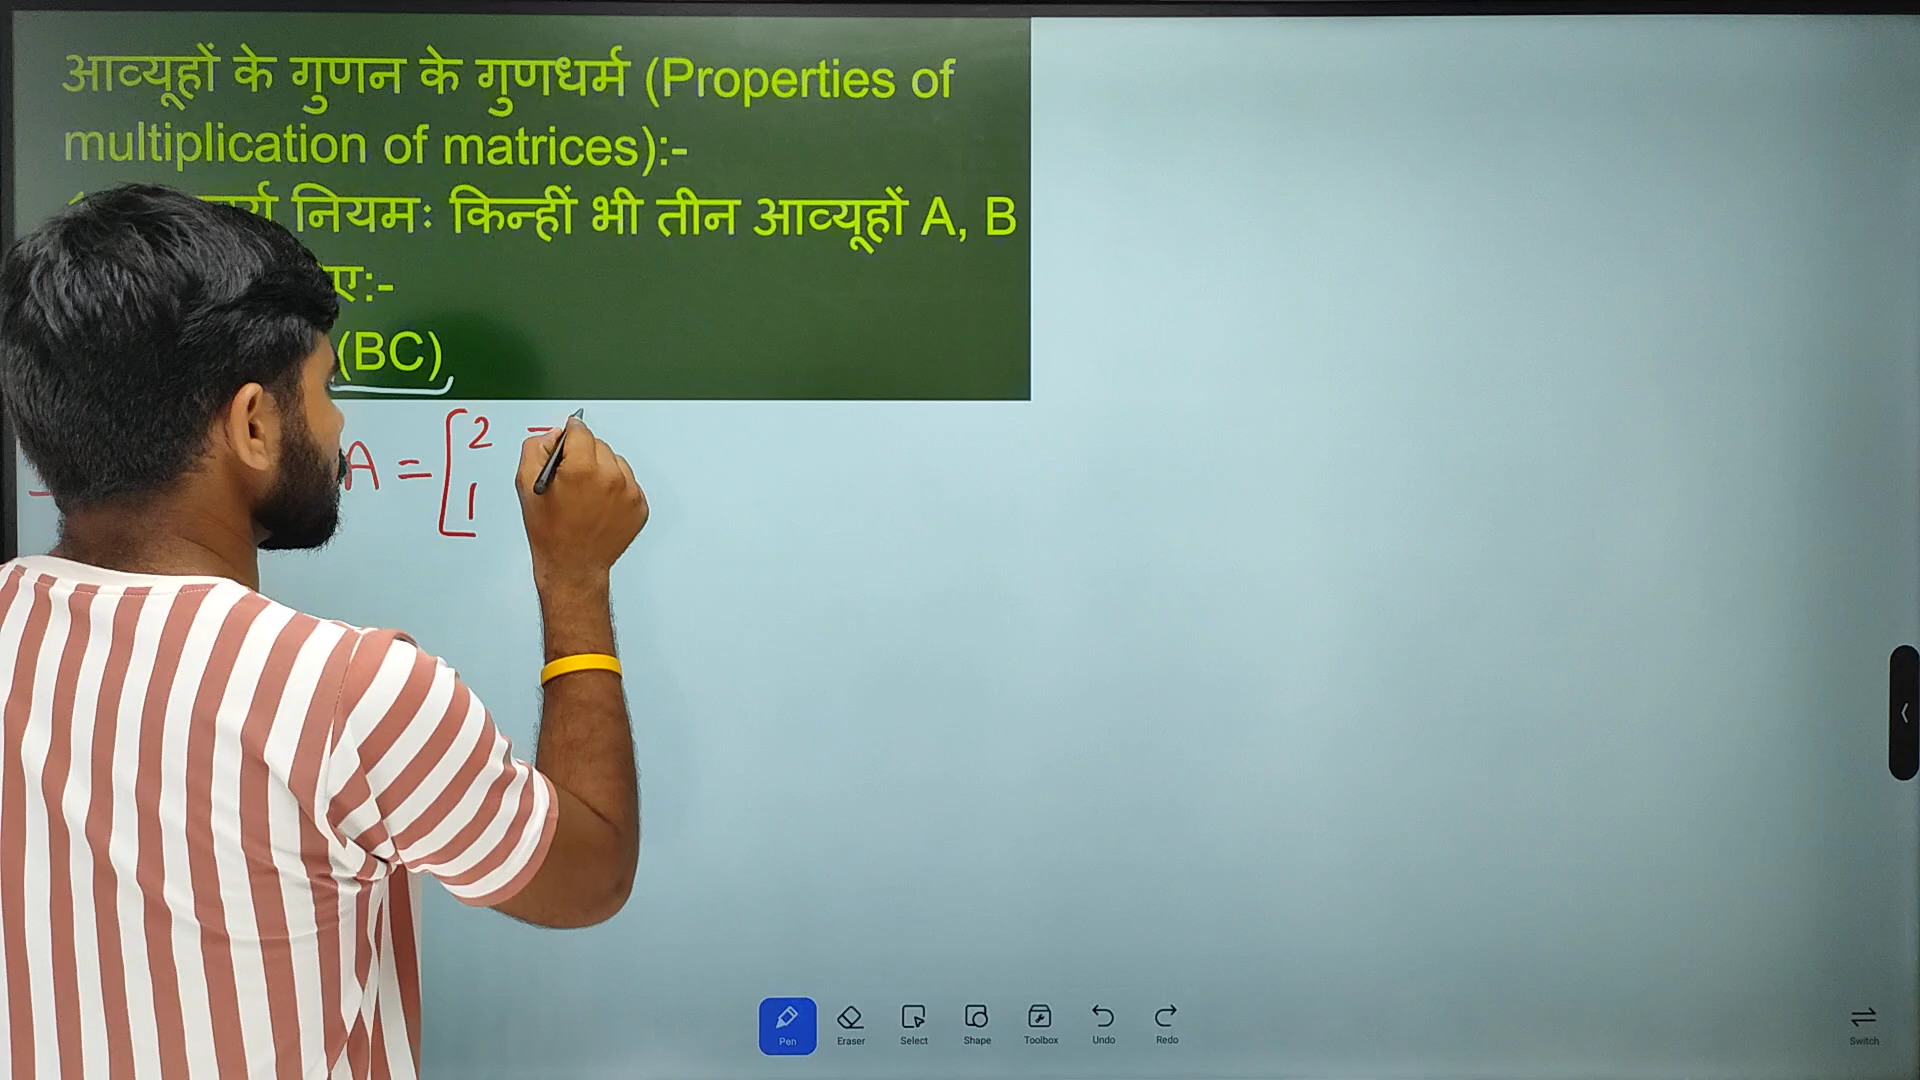 आव्यूहों के गुणन के गुणधर्म (Properties of
multiplication of matrices):-
नियमः किन्हीं भी तीन आव्यूहों A, B
(BC)
A = [ 2 -
1
Pen Eraser Select Shape Toolbox Undo Redo Switch